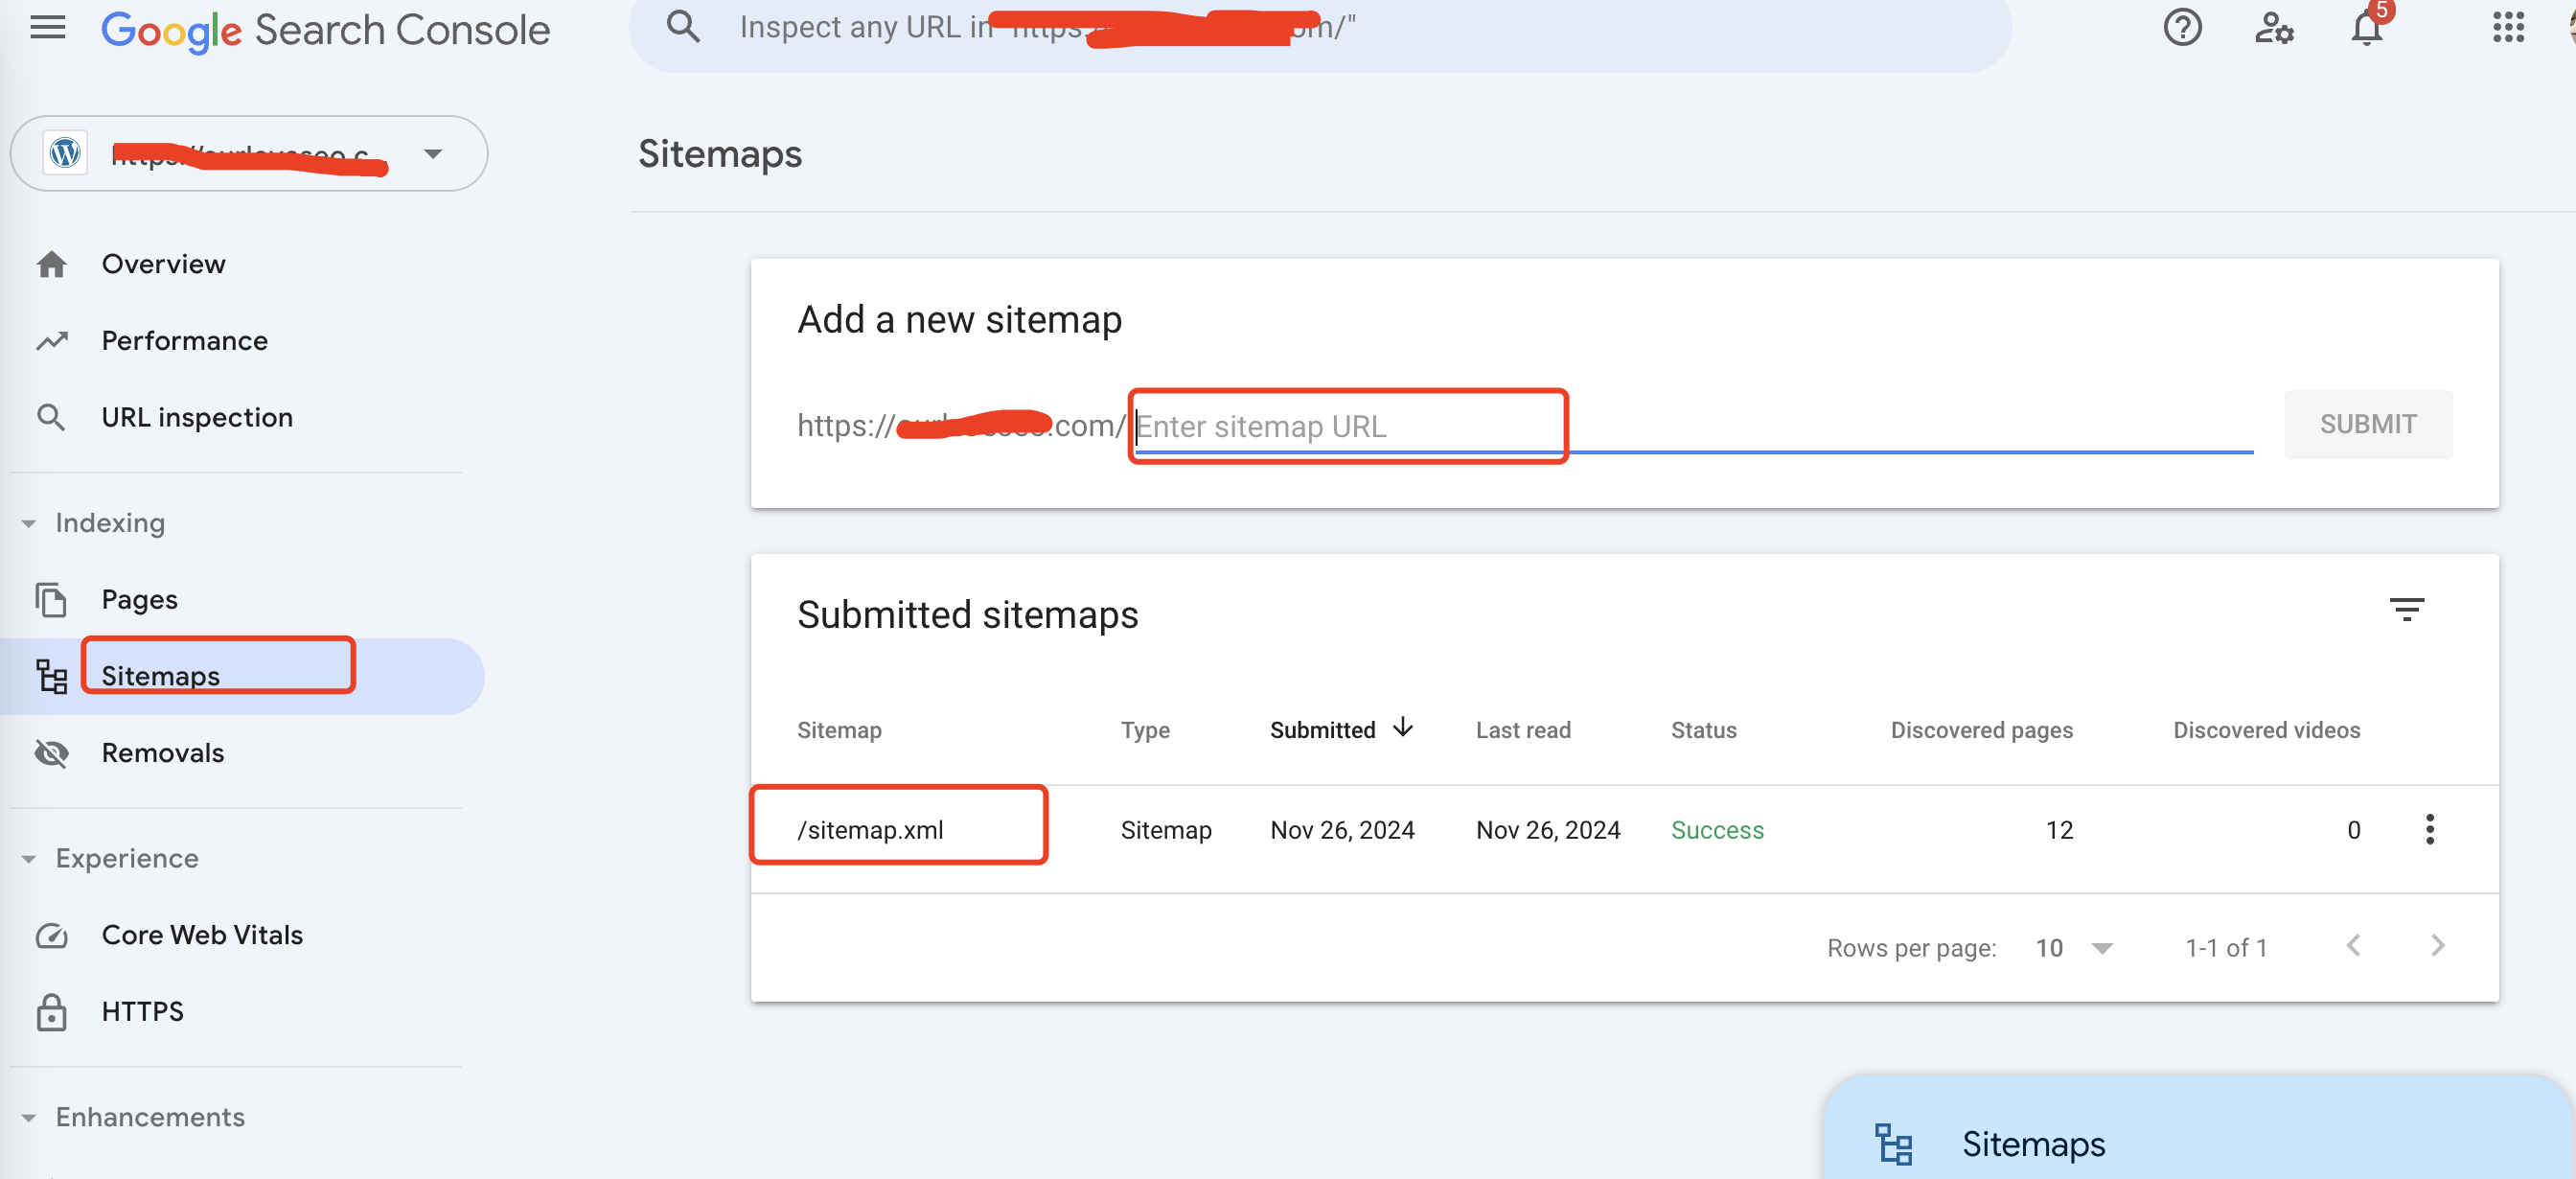 Google Search Console
Inspect any URL in
5
Sitemaps
Overview
Performance
URL inspection
Indexing
Pages
Sitemaps
Removals
Experience
Core Web Vitals
HTTPS
Enhancements
Add a new sitemap
https:// .com/ Enter sitemap URL
SUBMIT
Submitted sitemaps
Sitemap Type Submitted Last read Status Discovered pages Discovered videos
/sitemap.xml Sitemap Nov 26, 2024 Nov 26, 2024 Success 12 0
Rows per page: 10 1-1 of 1
Sitemaps